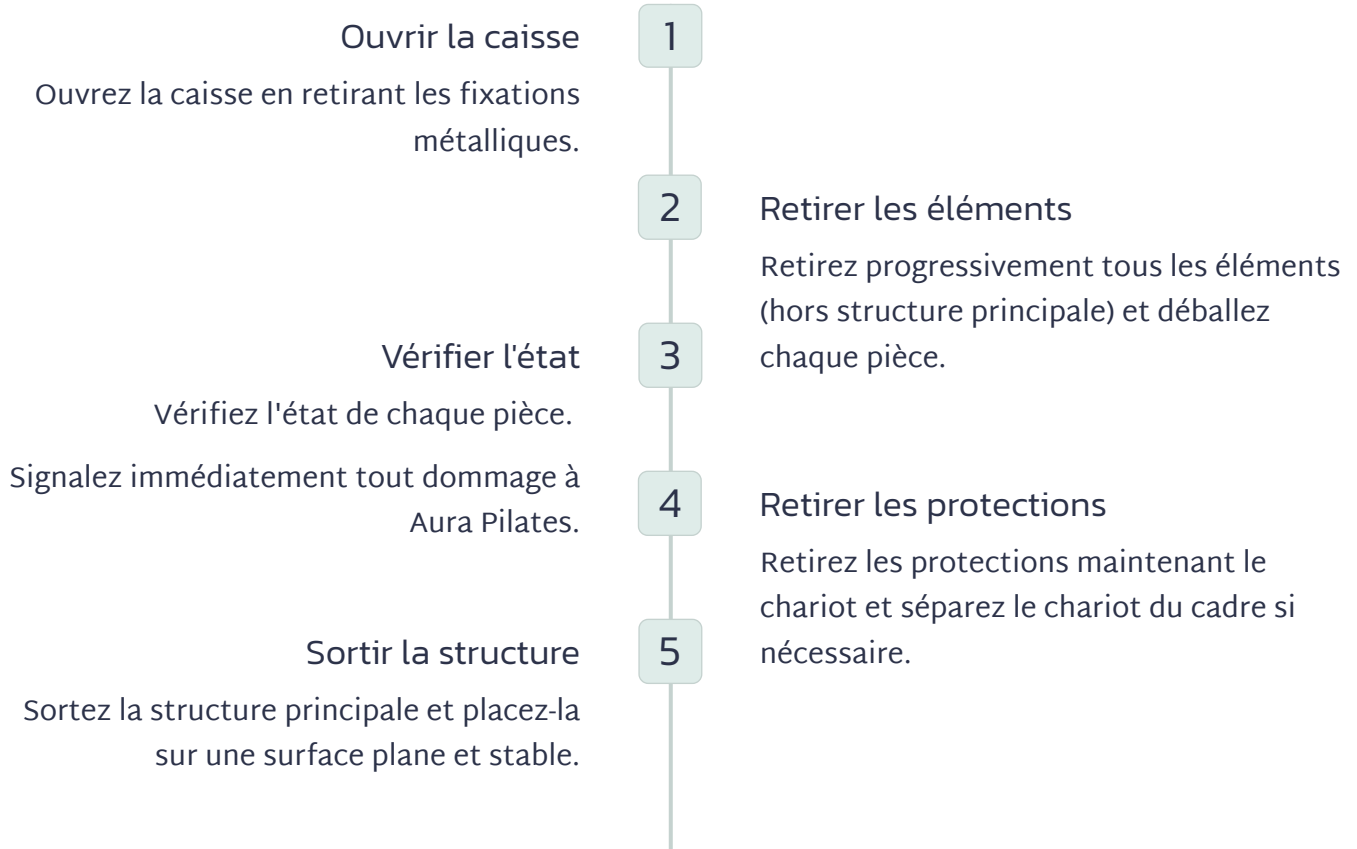 1
Ouvrir la caisse
Ouvrez la caisse en retirant les fixations
métalliques.
2
Retirer les éléments
Retirez progressivement tous les éléments
(hors structure principale) et déballez
chaque pièce.
3
Vérifier l'état
Vérifiez l'état de chaque pièce.
Signalez immédiatement tout dommage à
Aura Pilates.
4
Retirer les protections
Retirez les protections maintenant le
chariot et séparez le chariot du cadre si
nécessaire.
5
Sortir la structure
Sortez la structure principale et placez-la
sur une surface plane et stable.